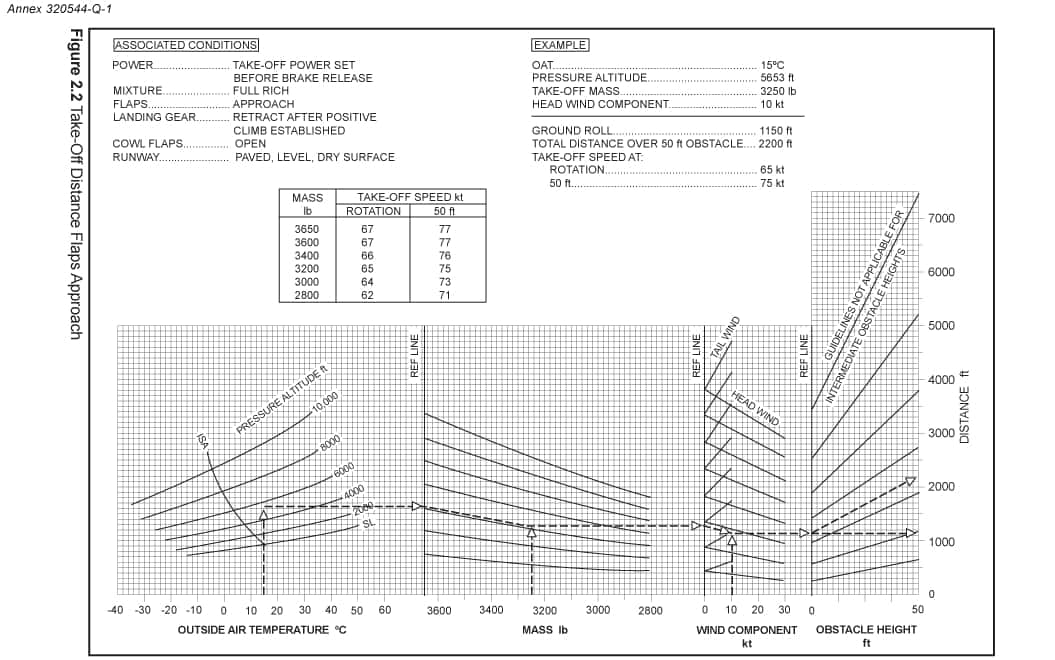 Annex 320544-Q-1
Figure 2.2 Take-Off Distance Flaps Approach
ASSOCIATED CONDITIONS
POWER........................ TAKE-OFF POWER SET
BEFORE BRAKE RELEASE
MIXTURE..................... FULL RICH
FLAPS......................... APPROACH
LANDING GEAR.......... RETRACT AFTER POSITIVE
CLIMB ESTABLISHED
COWL FLAPS.............. OPEN
RUNWAY...................... PAVED, LEVEL, DRY SURFACE
EXAMPLE
OAT............................................................. 15ºC
PRESSURE ALTITUDE................................. 5653 ft
TAKE-OFF MASS.......................................... 3250 lb
HEAD WIND COMPONENT........................... 10 kt
GROUND ROLL............................................ 1150 ft
TOTAL DISTANCE OVER 50 ft OBSTACLE.... 2200 ft
TAKE-OFF SPEED AT:
ROTATION.............................................. 65 kt
50 ft........................................................ 75 kt
MASS lb TAKE-OFF SPEED kt
ROTATION 50 ft
3650 67 77
3600 67 77
3400 66 76
3200 65 75
3000 64 73
2800 62 71
PRESSURE ALTITUDE ft
10,000
8000
6000
4000
2000
SL
ISA
REF LINE
REF LINE
TAIL WIND
HEAD WIND
REF LINE
GUIDELINES NOT APPLICABLE FOR
INTERMEDIATE OBSTACLE HEIGHTS
7000
6000
5000
4000
3000
2000
1000
0
DISTANCE ft
-40 -30 -20 -10 0 10 20 30 40 50 60
3600 3400 3200 3000 2800
0 10 20 30
0 50
OUTSIDE AIR TEMPERATURE ºC
MASS lb
WIND COMPONENT
kt
OBSTACLE HEIGHT
ft